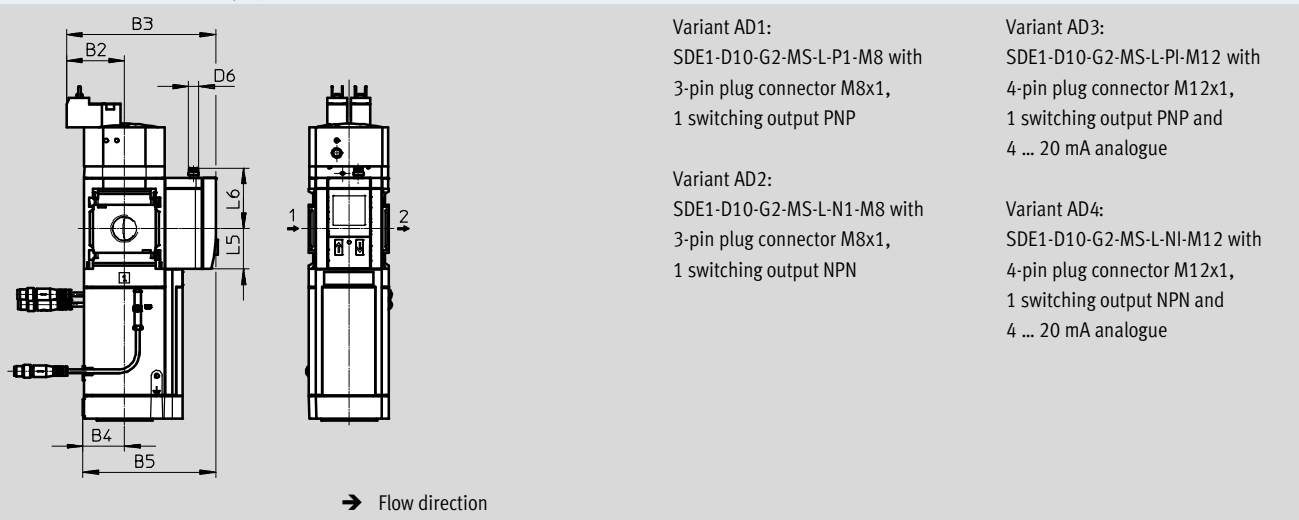 B3
B2
D6
L6
L5
1
2
1
B4
B5
➔ Flow direction
Variant AD1:
SDE1-D10-G2-MS-L-P1-M8 with
3-pin plug connector M8x1,
1 switching output PNP
Variant AD2:
SDE1-D10-G2-MS-L-N1-M8 with
3-pin plug connector M8x1,
1 switching output NPN
Variant AD3:
SDE1-D10-G2-MS-L-PI-M12 with
4-pin plug connector M12x1,
1 switching output PNP and
4 … 20 mA analogue
Variant AD4:
SDE1-D10-G2-MS-L-NI-M12 with
4-pin plug connector M12x1,
1 switching output NPN and
4 … 20 mA analogue